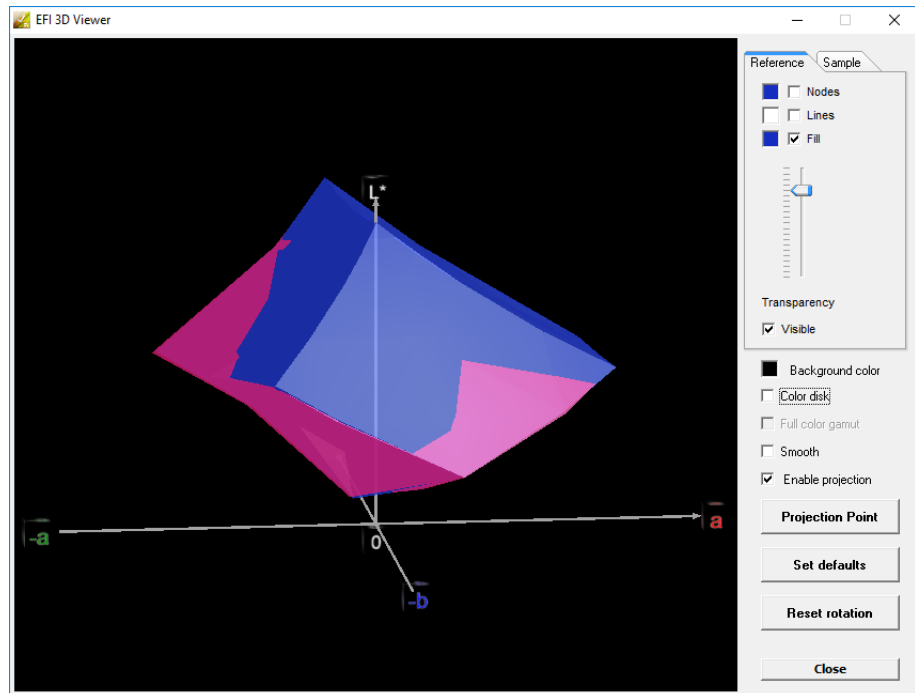 EFI 3D Viewer
Reference
Sample
Nodes
Lines
Fill
Transparency
Visible
Background color
Color disk
Full color gamut
Smooth
Enable projection
Projection Point
Set defaults
Reset rotation
Close
L*
-a
a
0
-b